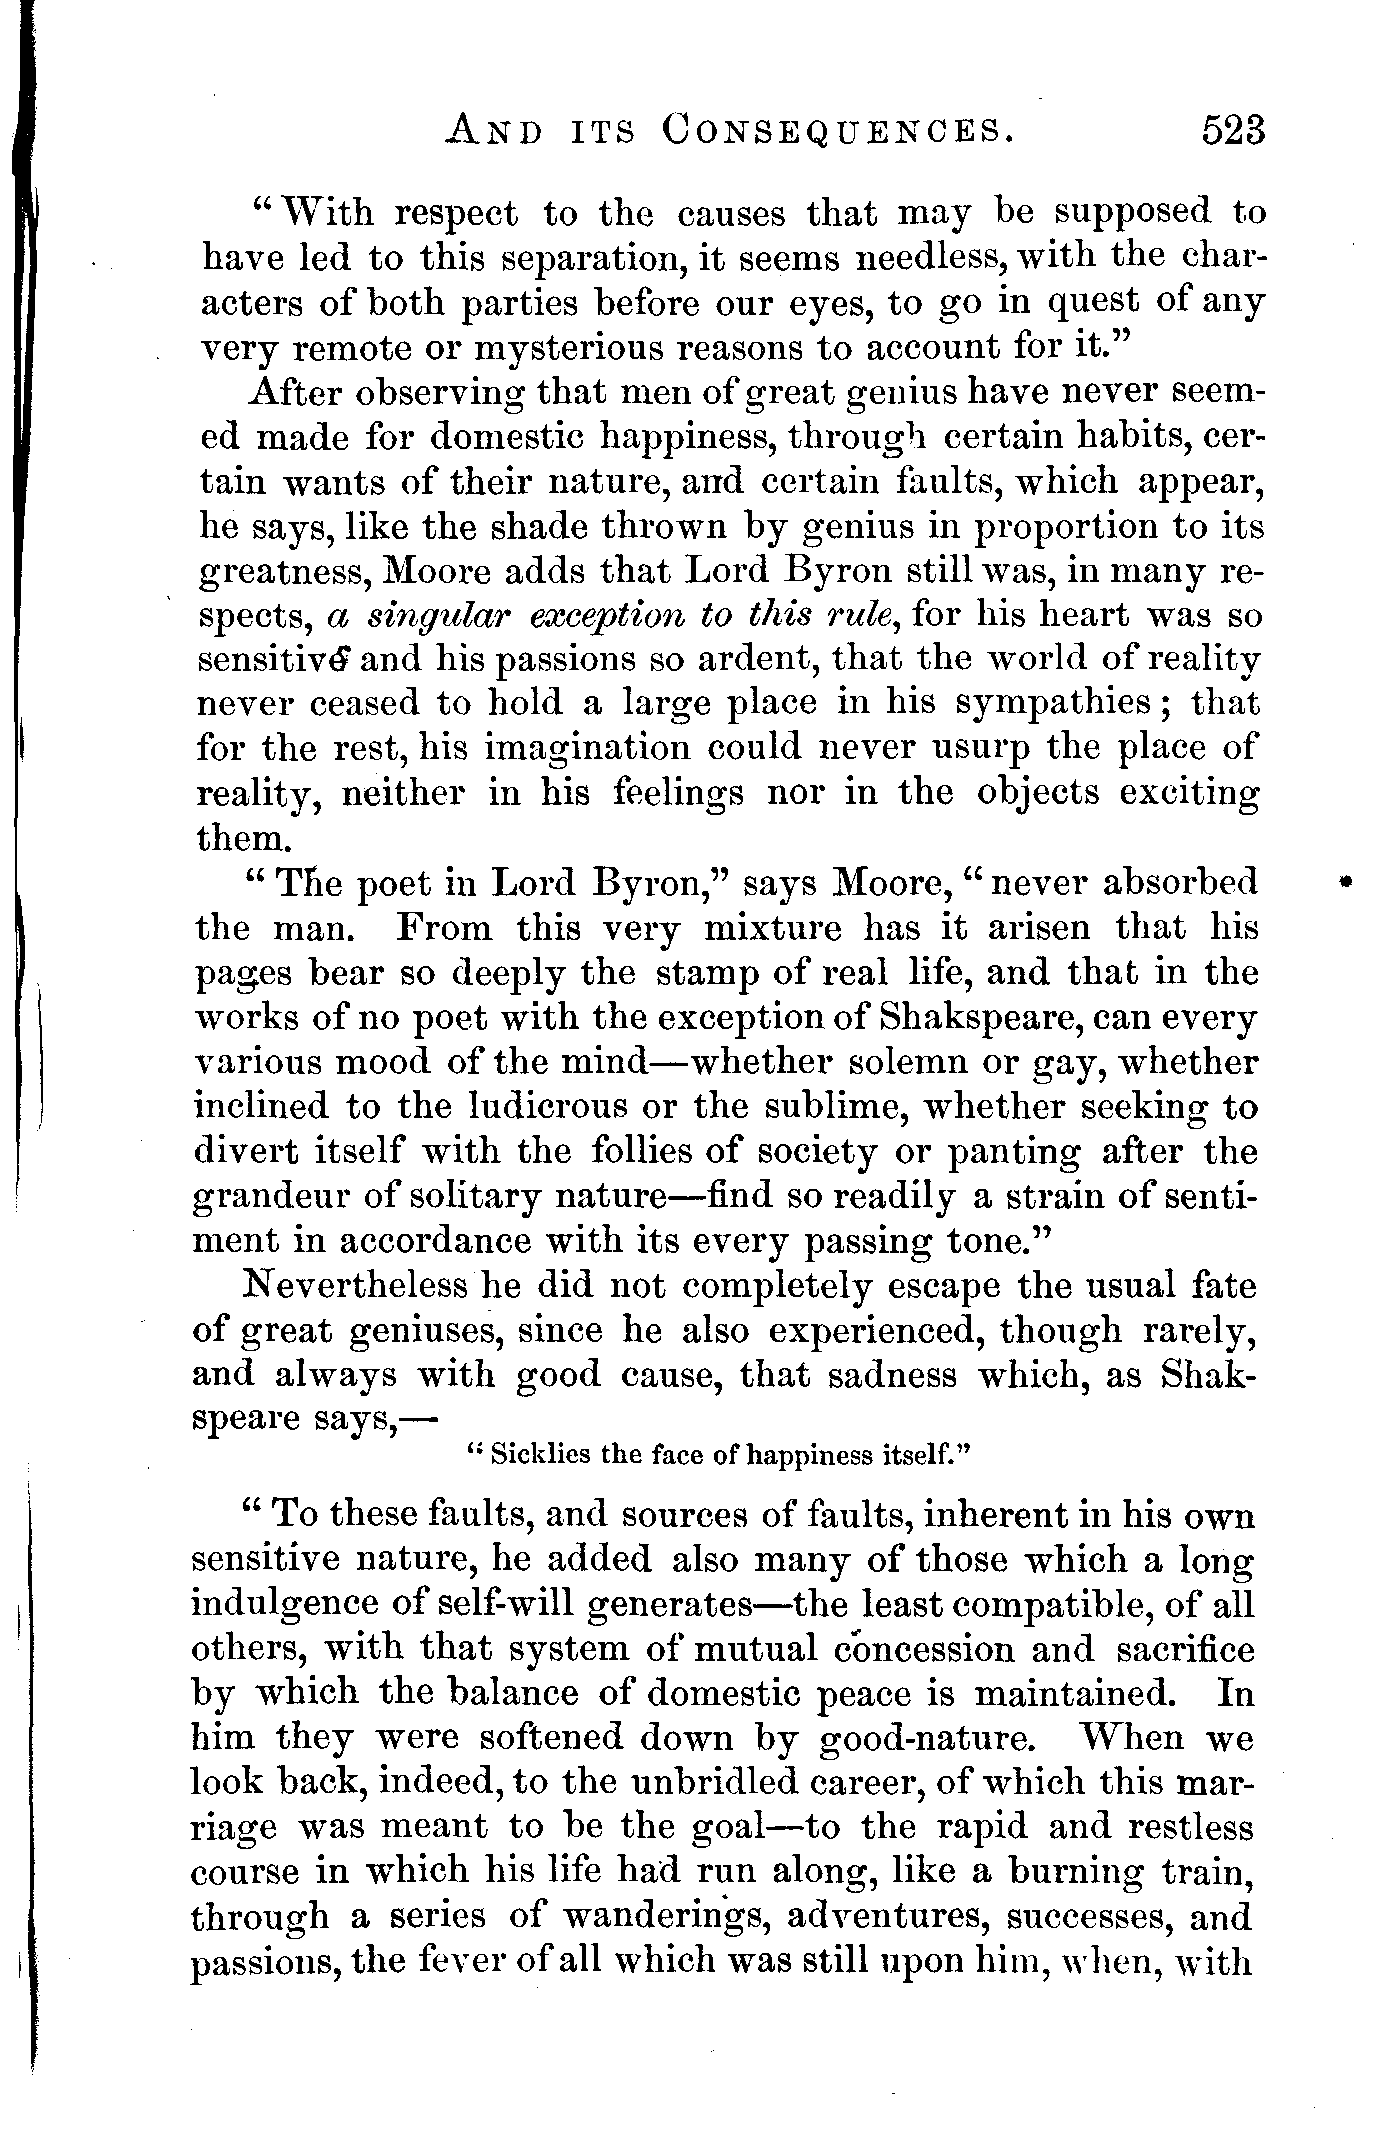 AND ITS CONSEQUENCES. 523
“ With respect to the causes that may be supposed to
have led to this separation, it seems needless, with the char-
acters of both parties before our eyes, to go in quest of any
very remote or mysterious reasons to account for it.”
After observing that men of great genius have never seem-
ed made for domestic happiness, through certain habits, cer-
tain wants of their nature, and certain faults, which appear,
he says, like the shade thrown by genius in proportion to its
greatness, Moore adds that Lord Byron still was, in many re-
spects, a singular exception to this rule, for his heart was so
sensitive and his passions so ardent, that the world of reality
never ceased to hold a large place in his sympathies ; that
for the rest, his imagination could never usurp the place of
reality, neither in his feelings nor in the objects exciting
them.
“ The poet in Lord Byron,” says Moore, “ never absorbed
the man. From this very mixture has it arisen that his
pages bear so deeply the stamp of real life, and that in the
works of no poet with the exception of Shakspeare, can every
various mood of the mind—whether solemn or gay, whether
inclined to the ludicrous or the sublime, whether seeking to
divert itself with the follies of society or panting after the
grandeur of solitary nature—find so readily a strain of senti-
ment in accordance with its every passing tone.”
Nevertheless he did not completely escape the usual fate
of great geniuses, since he also experienced, though rarely,
and always with good cause, that sadness which, as Shak-
speare says,—
“ Sicklies the face of happiness itself.”
“ To these faults, and sources of faults, inherent in his own
sensitive nature, he added also many of those which a long
indulgence of self-will generates—the least compatible, of all
others, with that system of mutual concession and sacrifice
by which the balance of domestic peace is maintained. In
him they were softened down by good-nature. When we
look back, indeed, to the unbridled career, of which this mar-
riage was meant to be the goal—to the rapid and restless
course in which his life had run along, like a burning train,
through a series of wanderings, adventures, successes, and
passions, the fever of all which was still upon him, when, with